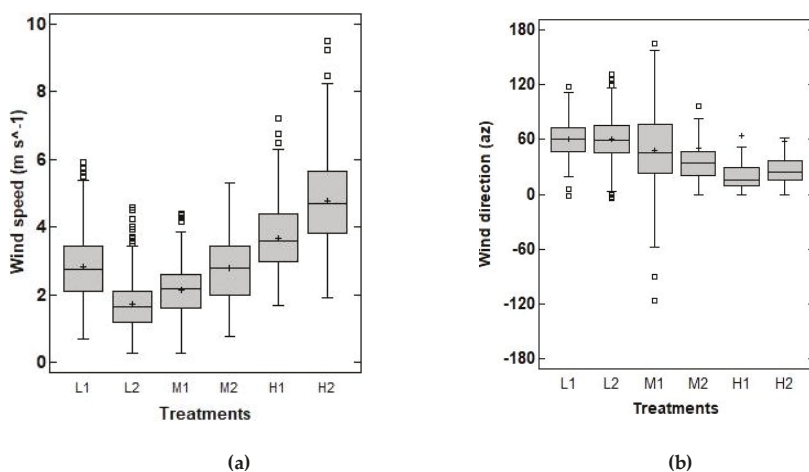 10
8
6
4
2
0
Wind speed (m s^-1)
L1 L2 M1 M2 H1 H2
Treatments
(a)
180
120
60
0
-60
-120
-180
Wind direction (az)
L1 L2 M1 M2 H1 H2
Treatments
(b)